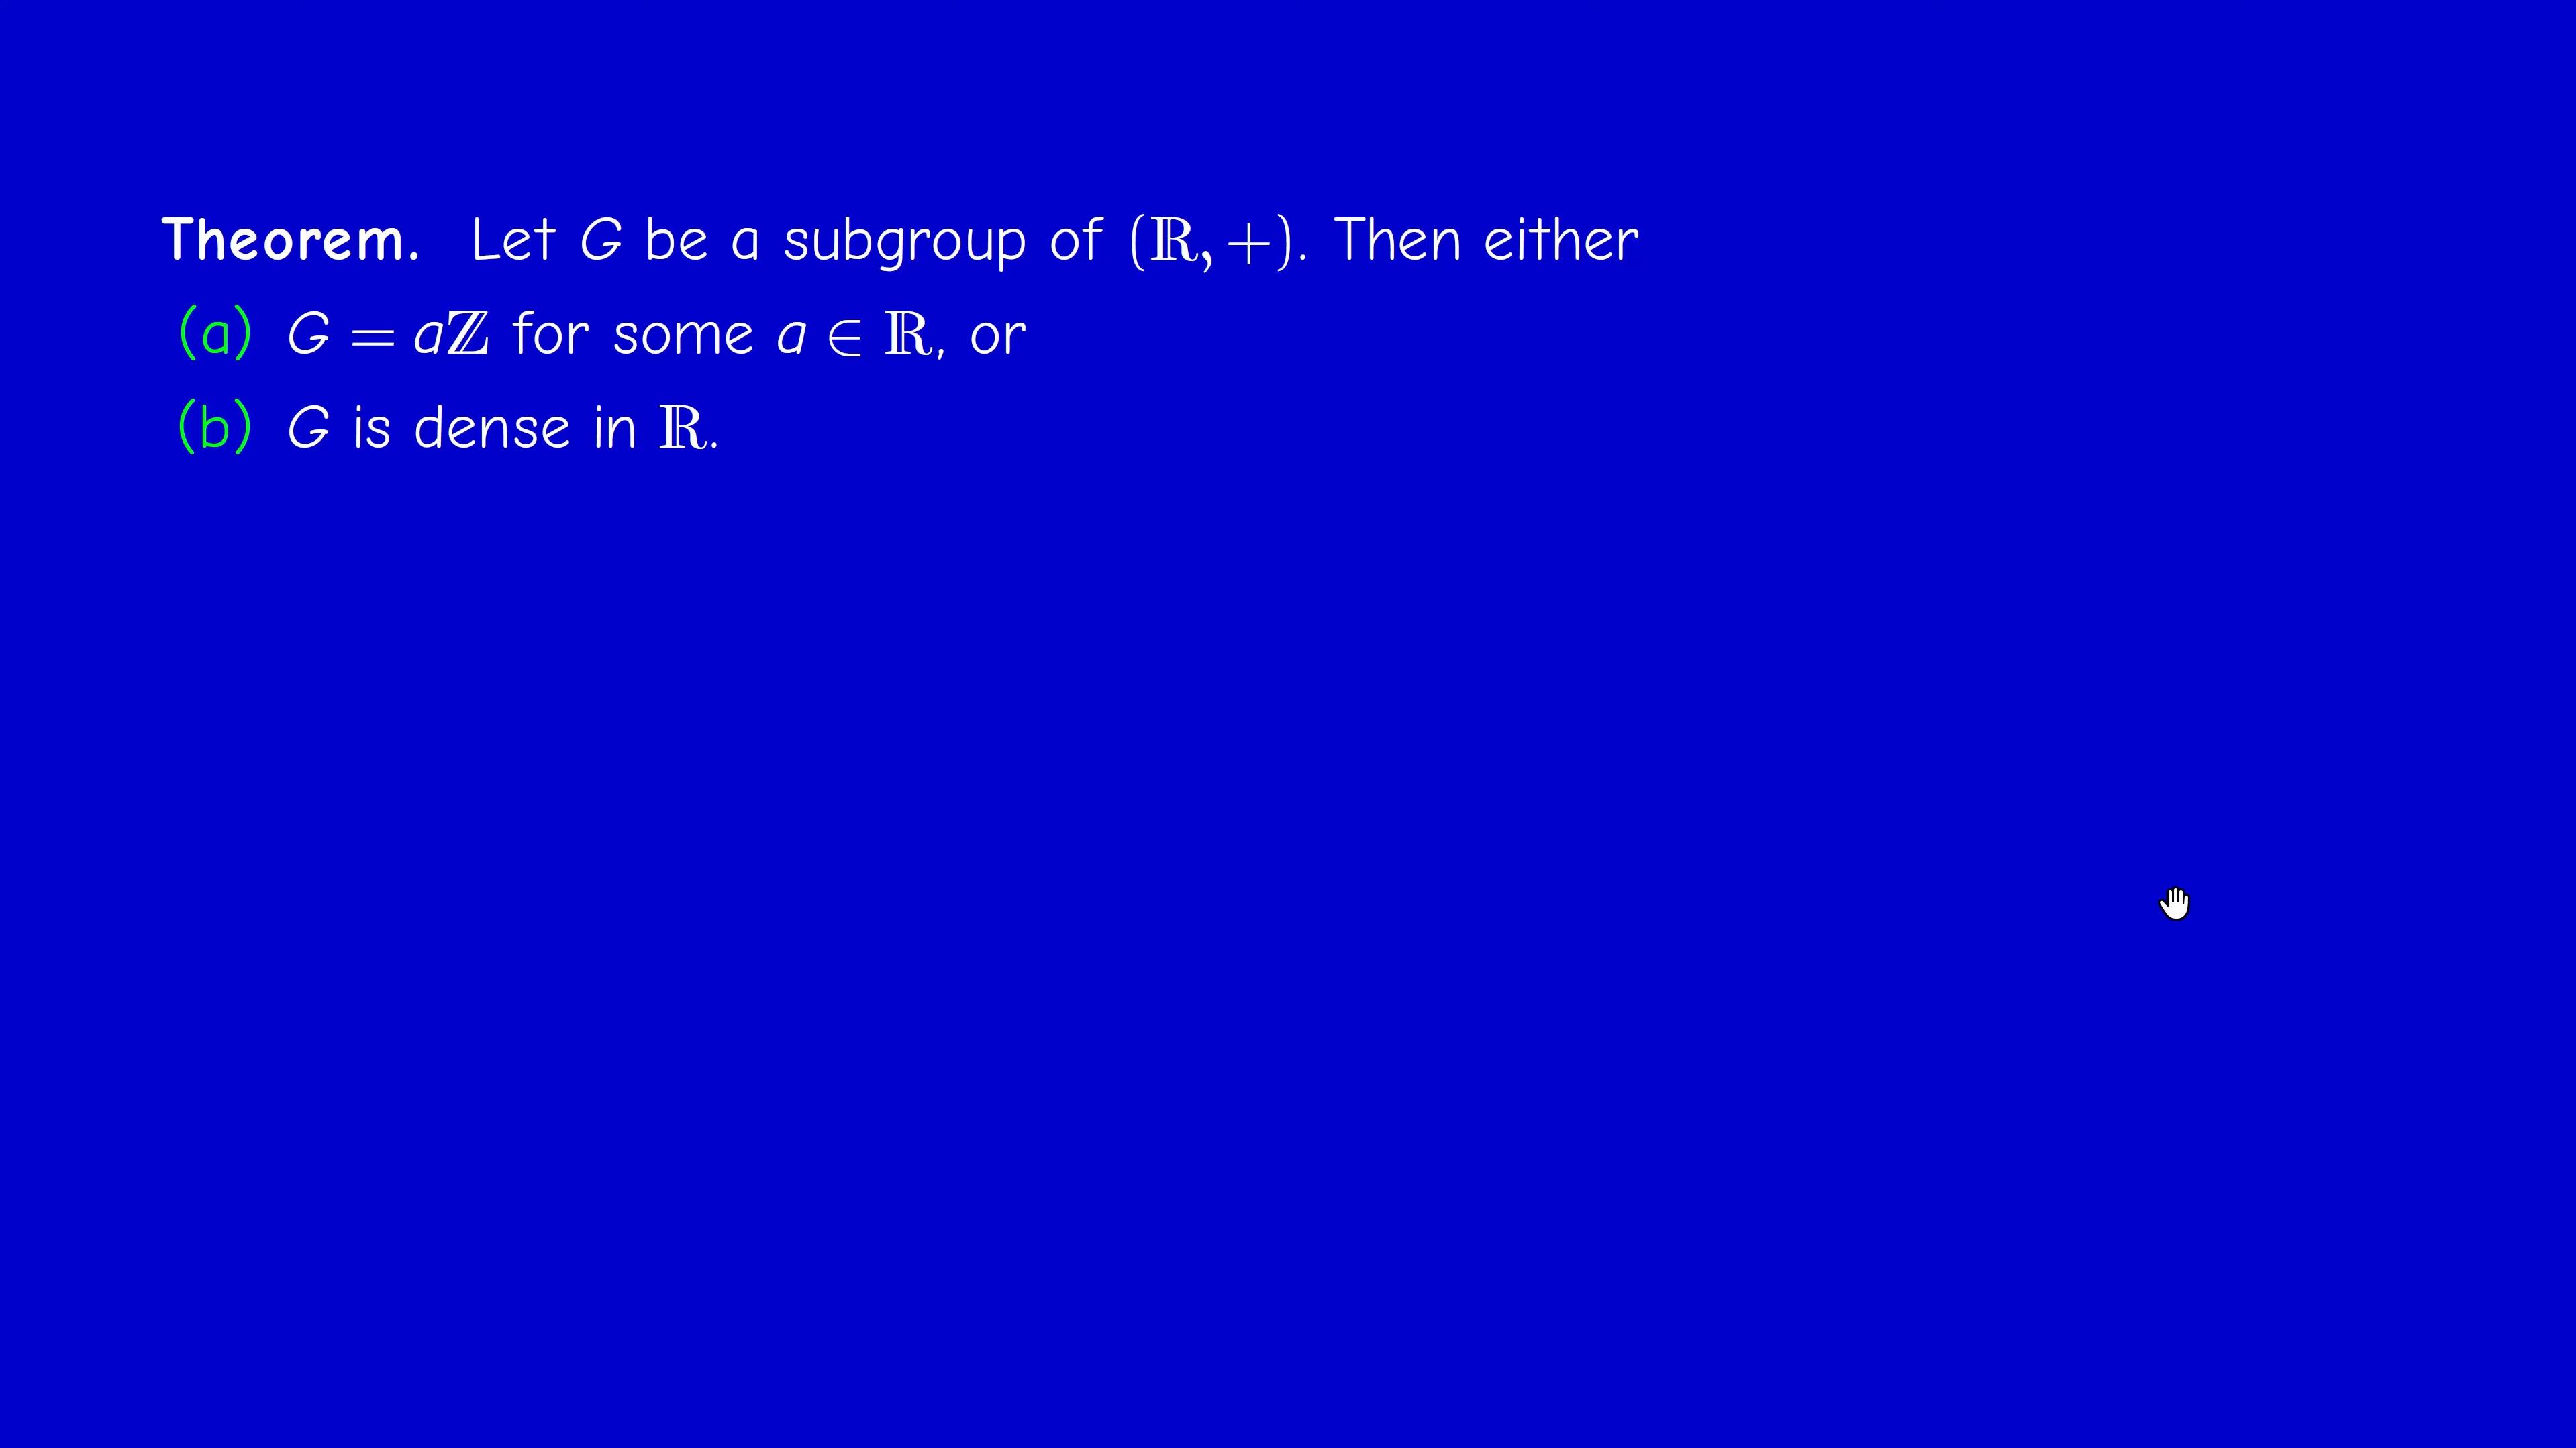 Theorem. Let G be a subgroup of (ℝ, +). Then either
(a) G = aℤ for some a ∈ ℝ, or
(b) G is dense in ℝ.